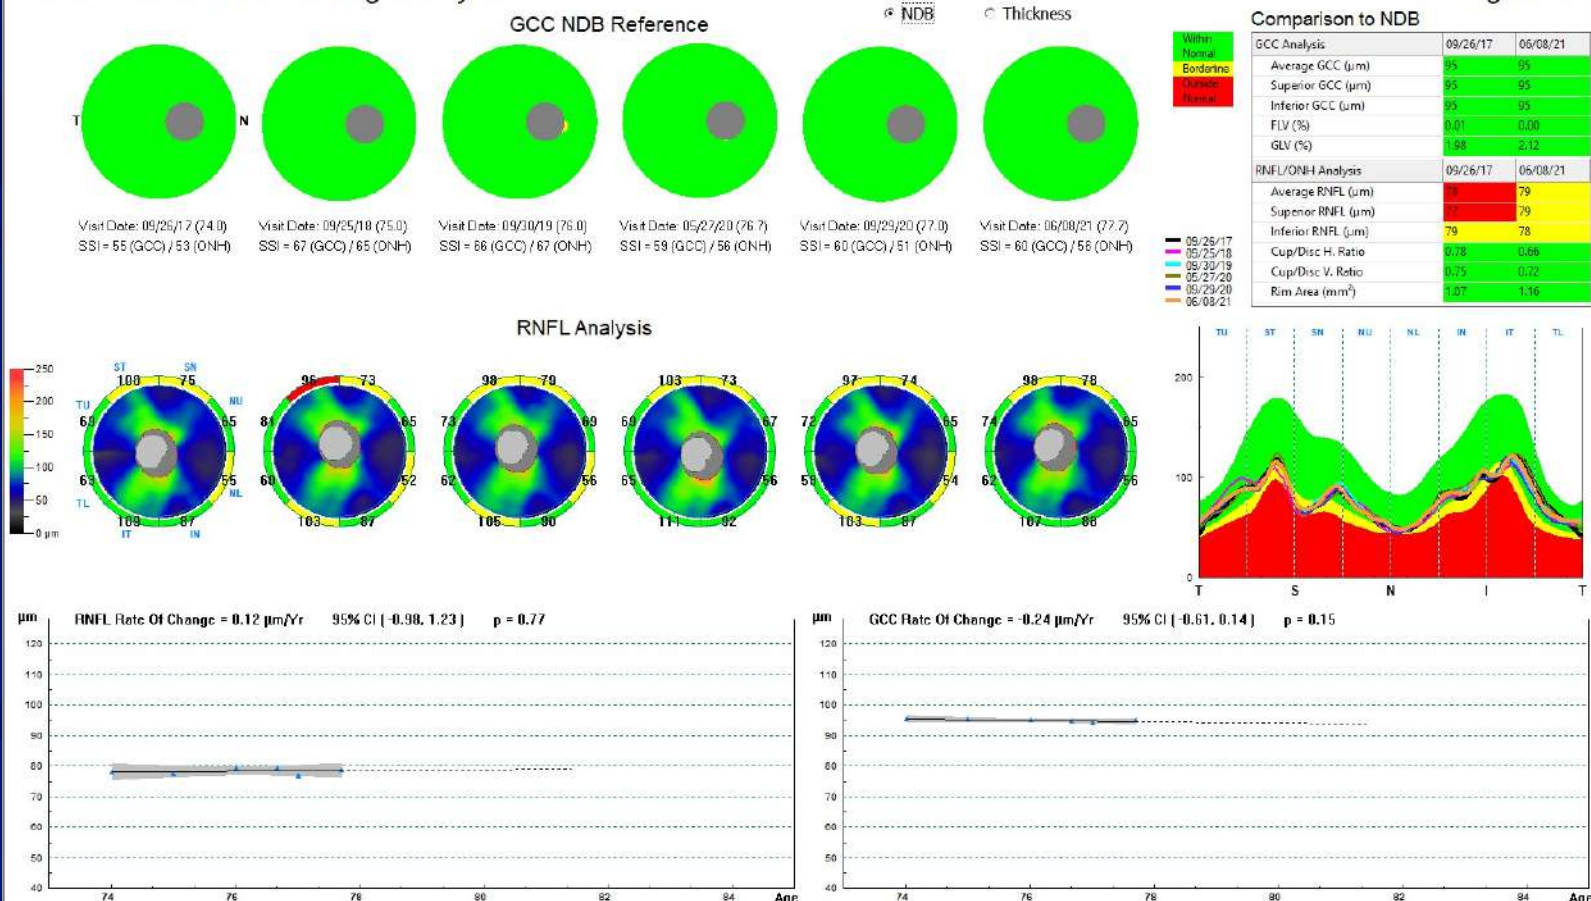 GCC NDB Reference
NDB Thickness
Comparison to NDB
Within Normal
Borderline
Outside Normal
GCC Analysis 09/26/17 06/08/21
Average GCC (µm) 95 95
Superior GCC (µm) 95 95
Inferior GCC (µm) 95 95
FLV (%) 0.01 0.00
GLV (%) 1.98 2.12
RNFL/ONH Analysis 09/26/17 06/08/21
Average RNFL (µm) 78 79
Superior RNFL (µm) 77 79
Inferior RNFL (µm) 79 78
Cup/Disc H. Ratio 0.78 0.66
Cup/Disc V. Ratio 0.75 0.72
Rim Area (mm²) 1.07 1.16
T N
Visit Date: 09/26/17 (74.0)
SSI = 55 (GCC) / 53 (ONH)
Visit Date: 09/25/18 (75.0)
SSI = 67 (GCC) / 65 (ONH)
Visit Date: 09/30/19 (76.0)
SSI = 66 (GCC) / 67 (ONH)
Visit Date: 05/27/20 (76.7)
SSI = 59 (GCC) / 56 (ONH)
Visit Date: 09/29/20 (77.0)
SSI = 60 (GCC) / 51 (ONH)
Visit Date: 06/08/21 (77.7)
SSI = 60 (GCC) / 58 (ONH)
09/26/17
09/25/18
09/30/19
05/27/20
09/29/20
06/08/21
RNFL Analysis
250
200
150
100
50
0 µm
ST SN
100 75
TU NU
69 65
63 55
TL NL
109 87
IT IN
96 73
81 65
60 52
103 87
98 79
73 69
62 56
105 90
103 73
69 67
65 56
111 92
97 74
72 65
54
103 87
98 78
74 65
62 56
107 88
TU ST SN NU NL IN IT TL
200
100
0
T S N I T
µm RNFL Rate Of Change = 0.12 µm/Yr 95% CI (-0.98, 1.23) p = 0.77
120
110
100
90
80
70
60
50
40
74 76 78 80 82 84 Age
µm GCC Rate Of Change = -0.24 µm/Yr 95% CI (-0.61, 0.14) p = 0.15
120
110
100
90
80
70
60
50
40
74 76 78 80 82 84 Age